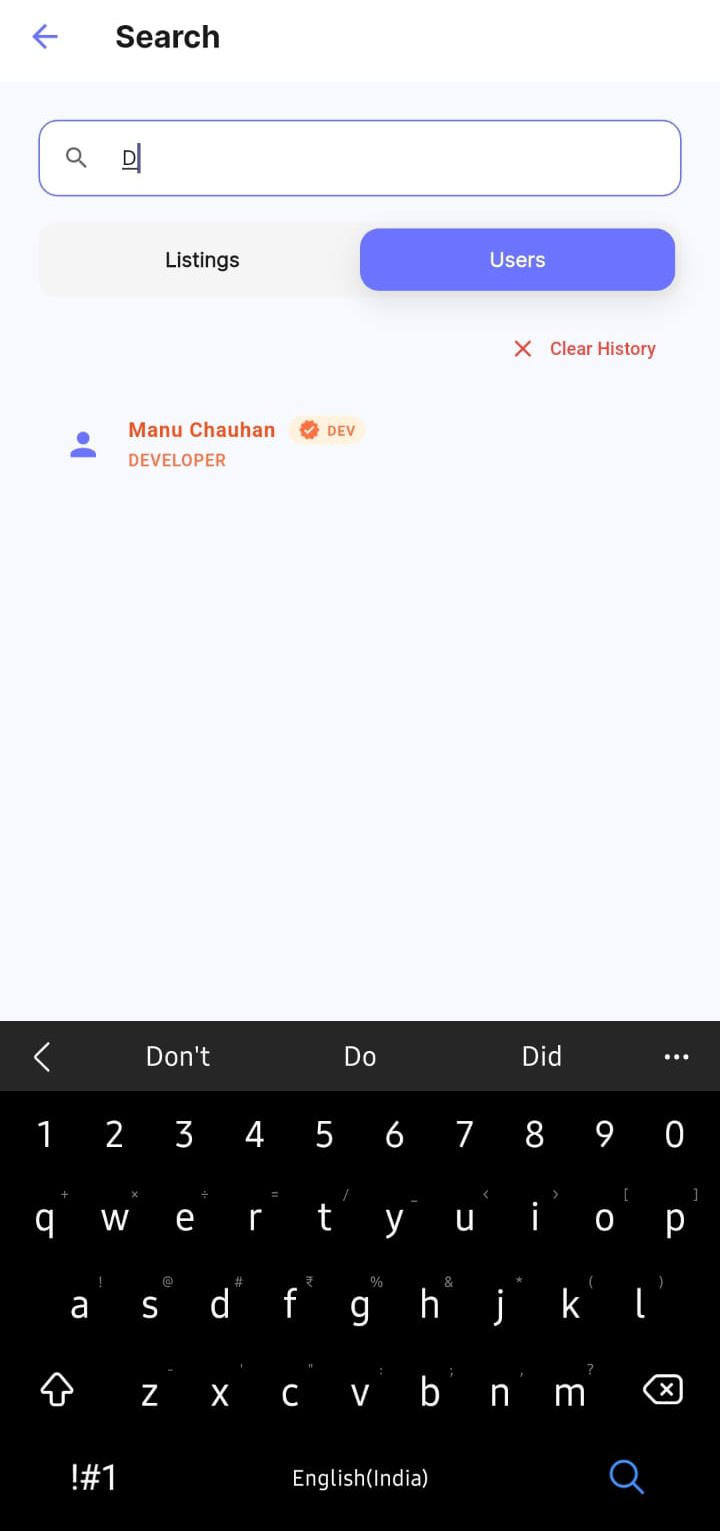 Search
D
Listings Users
Clear History
Manu Chauhan DEV
DEVELOPER
Don't Do Did ...
1 2 3 4 5 6 7 8 9 0
+ × ÷ = / _ < > [ ]
q w e r t y u i o p
! @ # ₹ % & * ( )
a s d f g h j k l
- ' " : ; , ?
z x c v b n m
!#1 English(India)